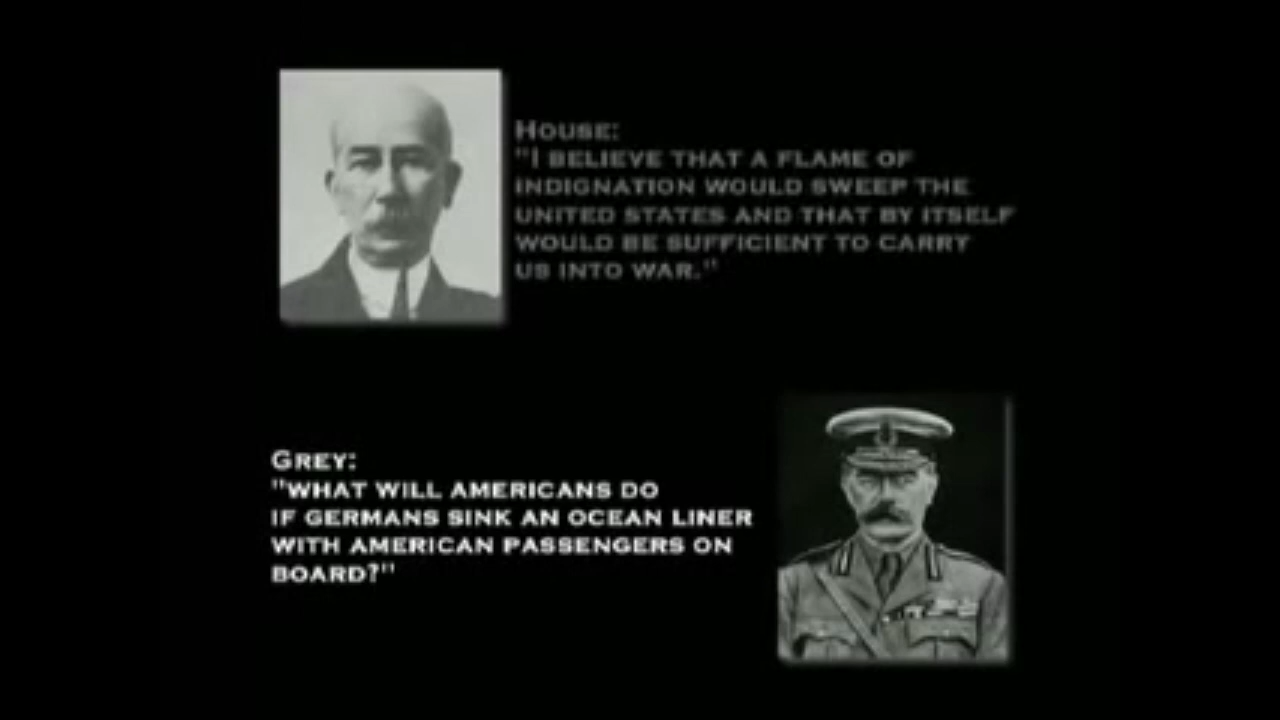 HOUSE:
"I BELIEVE THAT A FLAME OF
INDIGNATION WOULD SWEEP THE
UNITED STATES AND THAT BY ITSELF
WOULD BE SUFFICIENT TO CARRY
US INTO WAR."
GREY:
"WHAT WILL AMERICANS DO
IF GERMANS SINK AN OCEAN LINER
WITH AMERICAN PASSENGERS ON
BOARD?"